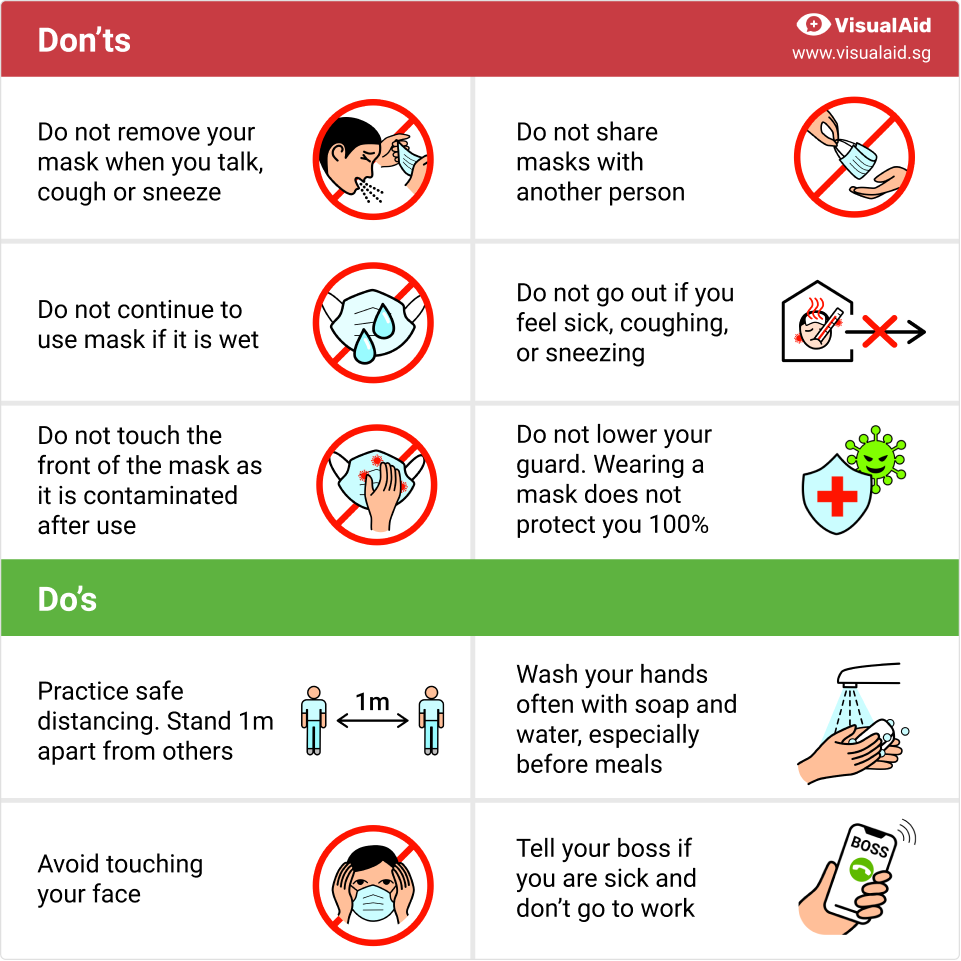 Don’ts
VisualAid
www.visualaid.sg
Do not remove your
mask when you talk,
cough or sneeze
Do not share
masks with
another person
Do not continue to
use mask if it is wet
Do not go out if you
feel sick, coughing,
or sneezing
Do not touch the
front of the mask as
it is contaminated
after use
Do not lower your
guard. Wearing a
mask does not
protect you 100%
Do’s
Practice safe
distancing. Stand 1m
apart from others
1m
Wash your hands
often with soap and
water, especially
before meals
Avoid touching
your face
Tell your boss if
you are sick and
don’t go to work
BOSS